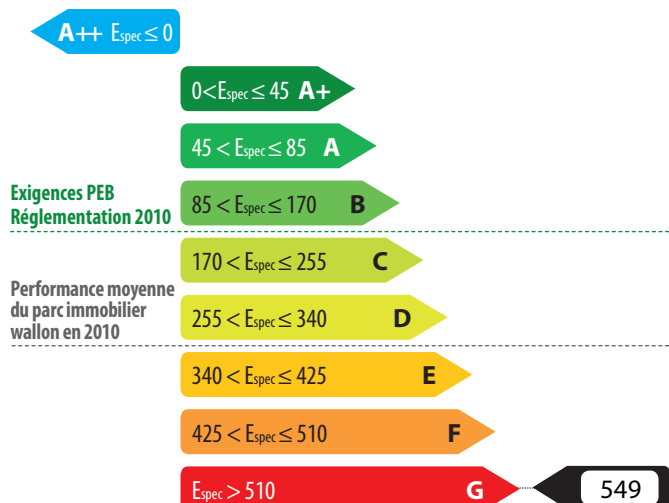 A++ Espec ≤ 0
0<Espec ≤ 45 A+
45 < Espec ≤ 85 A
Exigences PEB
Réglementation 2010
85 < Espec ≤ 170 B
170 < Espec ≤ 255 C
Performance moyenne
du parc immobilier
wallon en 2010
255 < Espec ≤ 340 D
340 < Espec ≤ 425 E
425 < Espec ≤ 510 F
Espec > 510 G 549